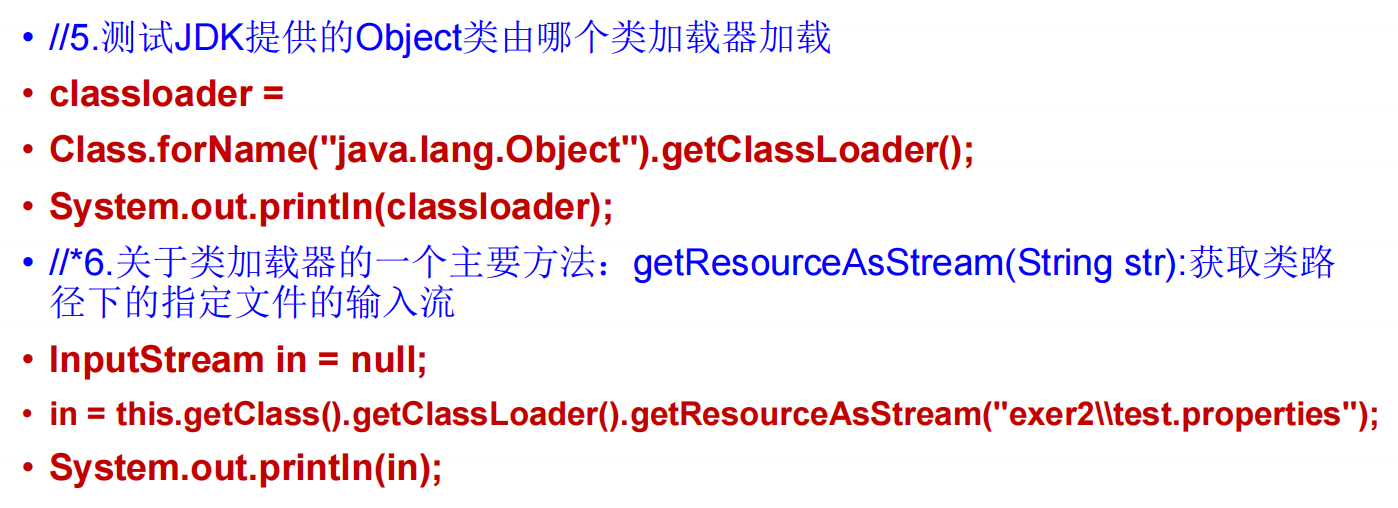 • //5.测试JDK提供的Object类由哪个类加载器加载
• classloader =
• Class.forName("java.lang.Object").getClassLoader();
• System.out.println(classloader);
• //*6.关于类加载器的一个主要方法：getResourceAsStream(String str):获取类路
径下的指定文件的输入流
• InputStream in = null;
• in = this.getClass().getClassLoader().getResourceAsStream("exer2\\test.properties");
• System.out.println(in);